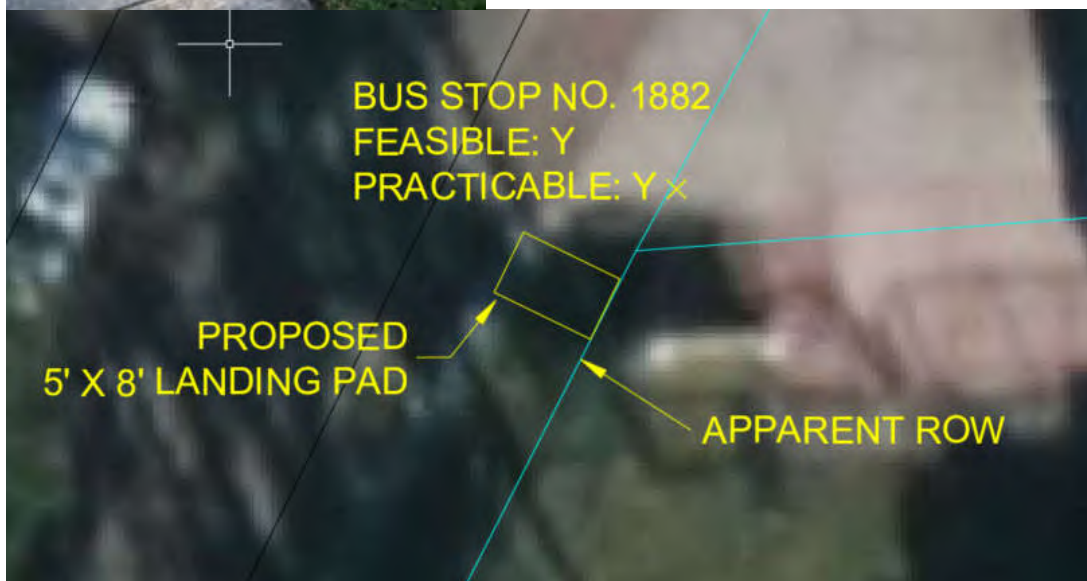 BUS STOP NO. 1882
FEASIBLE: Y
PRACTICABLE: Y
PROPOSED
5' X 8' LANDING PAD
APPARENT ROW